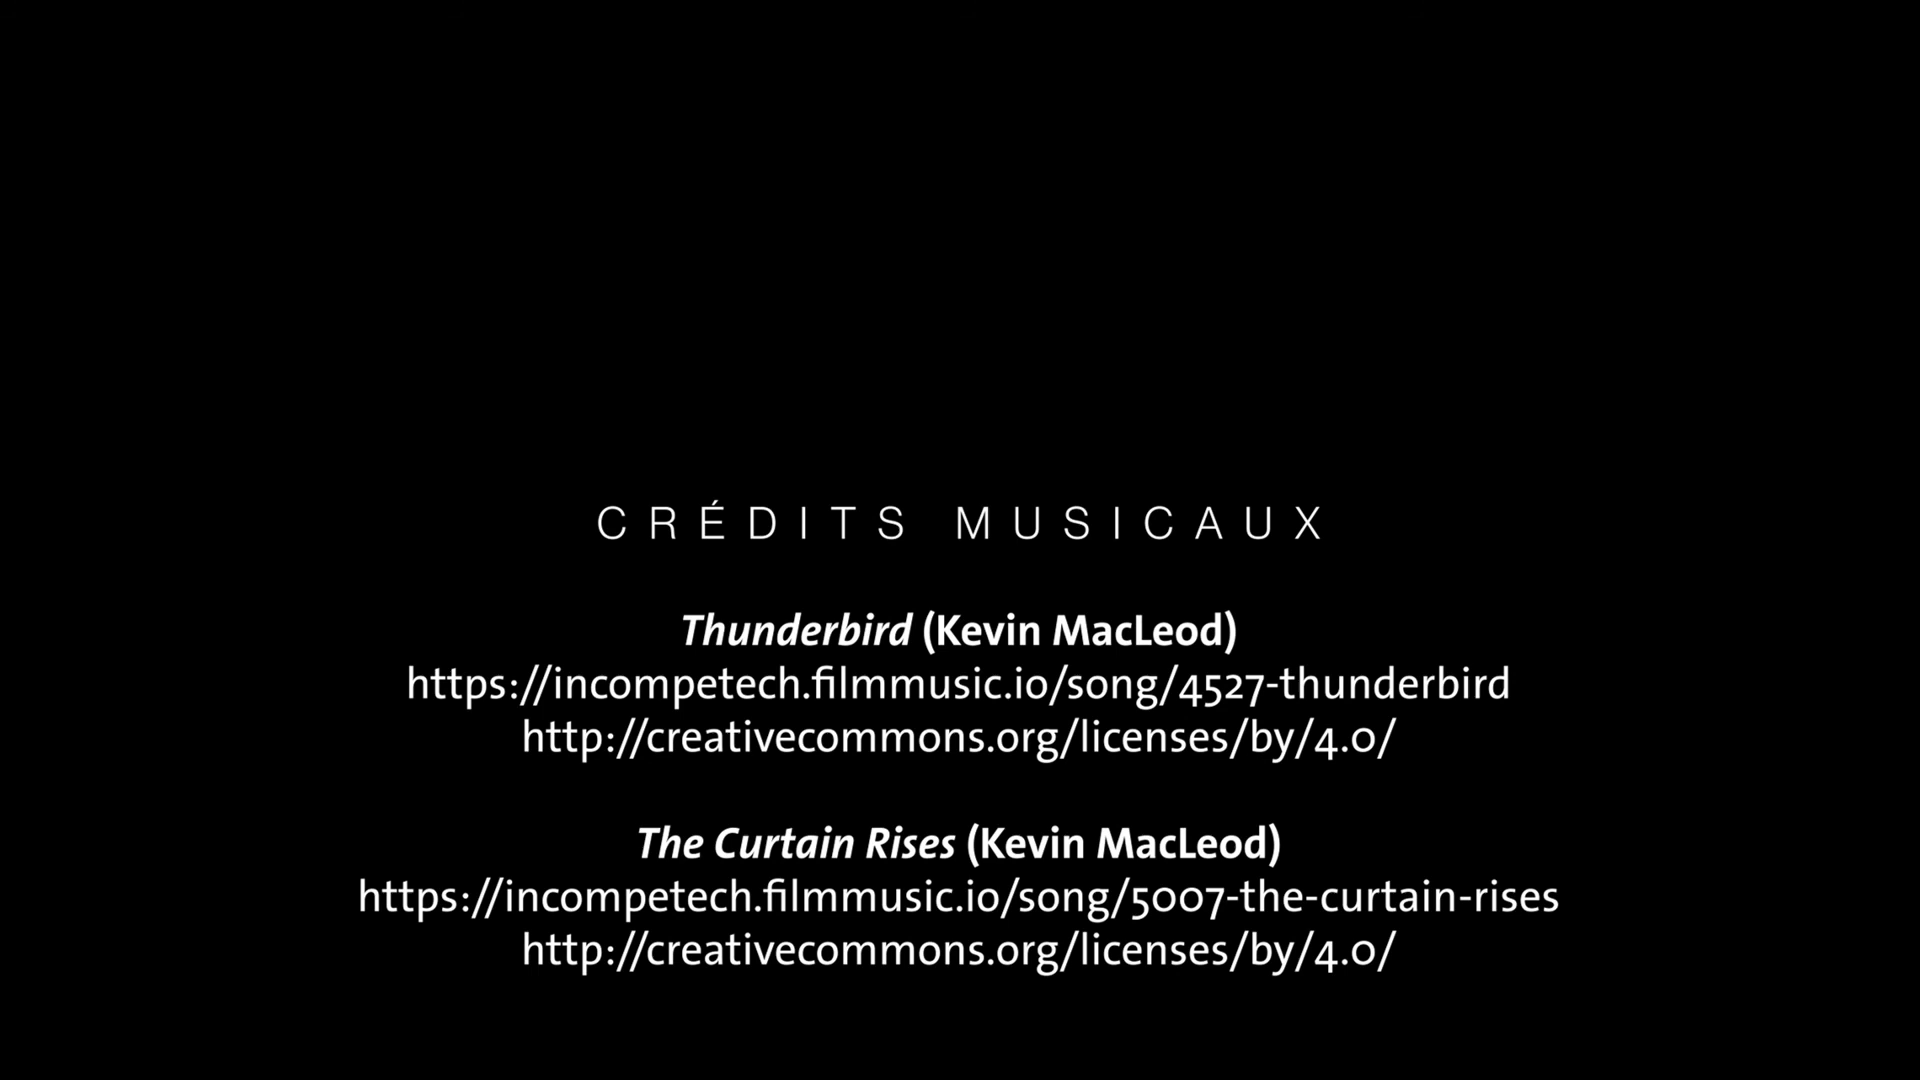 CRÉDITS MUSICAUX
Thunderbird (Kevin MacLeod)
https://incompetech.filmmusic.io/song/4527-thunderbird
http://creativecommons.org/licenses/by/4.0/
The Curtain Rises (Kevin MacLeod)
https://incompetech.filmmusic.io/song/5007-the-curtain-rises
http://creativecommons.org/licenses/by/4.0/